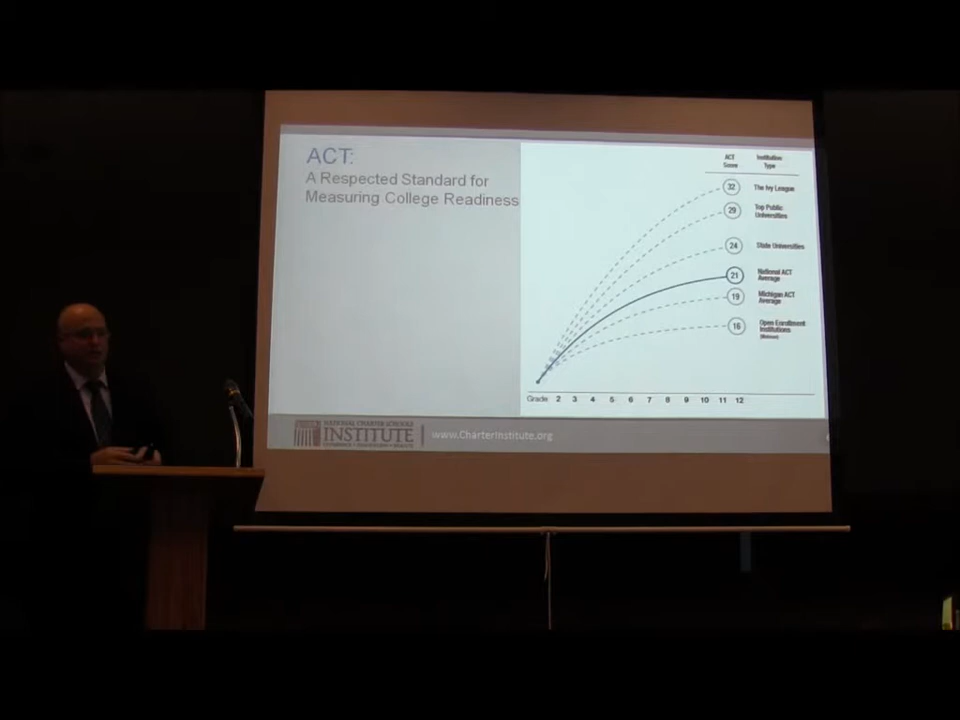 ACT:
A Respected Standard for
Measuring College Readiness
ACT
Score
Institution
Type
32
The Ivy League
29
Top Public
Universities
24
State Universities
21
National ACT
Average
19
Michigan ACT
Average
16
Open Enrollment
Institutions
Grade 2 3 4 5 6 7 8 9 10 11 12
NATIONAL CHARTER SCHOOLS
INSTITUTE
www.CharterInstitute.org